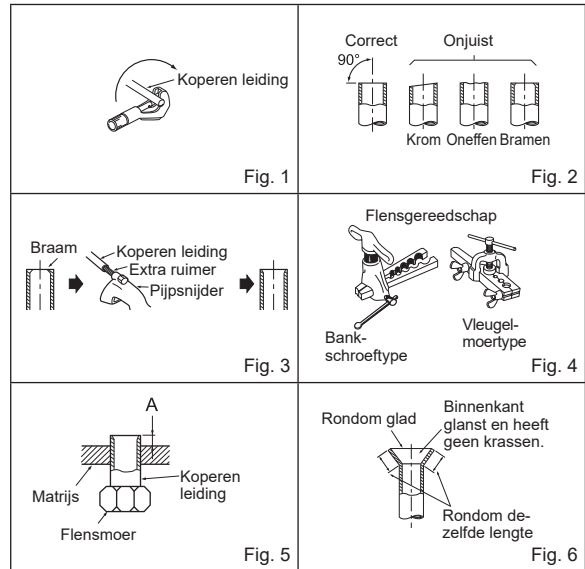 Koperen leiding
Fig. 1
Correct
Onjuist
90°
Krom Oneffen Bramen
Fig. 2
Braam
Koperen leiding
Extra ruimer
Pijpsnijder
Fig. 3
Flensgereedschap
Bank-
schroeftype
Vleugel-
moertype
Fig. 4
A
Matrijs
Koperen
leiding
Flensmoer
Fig. 5
Rondom glad
Binnenkant
glanst en heeft
geen krassen.
Rondom de-
zelfde lengte
Fig. 6